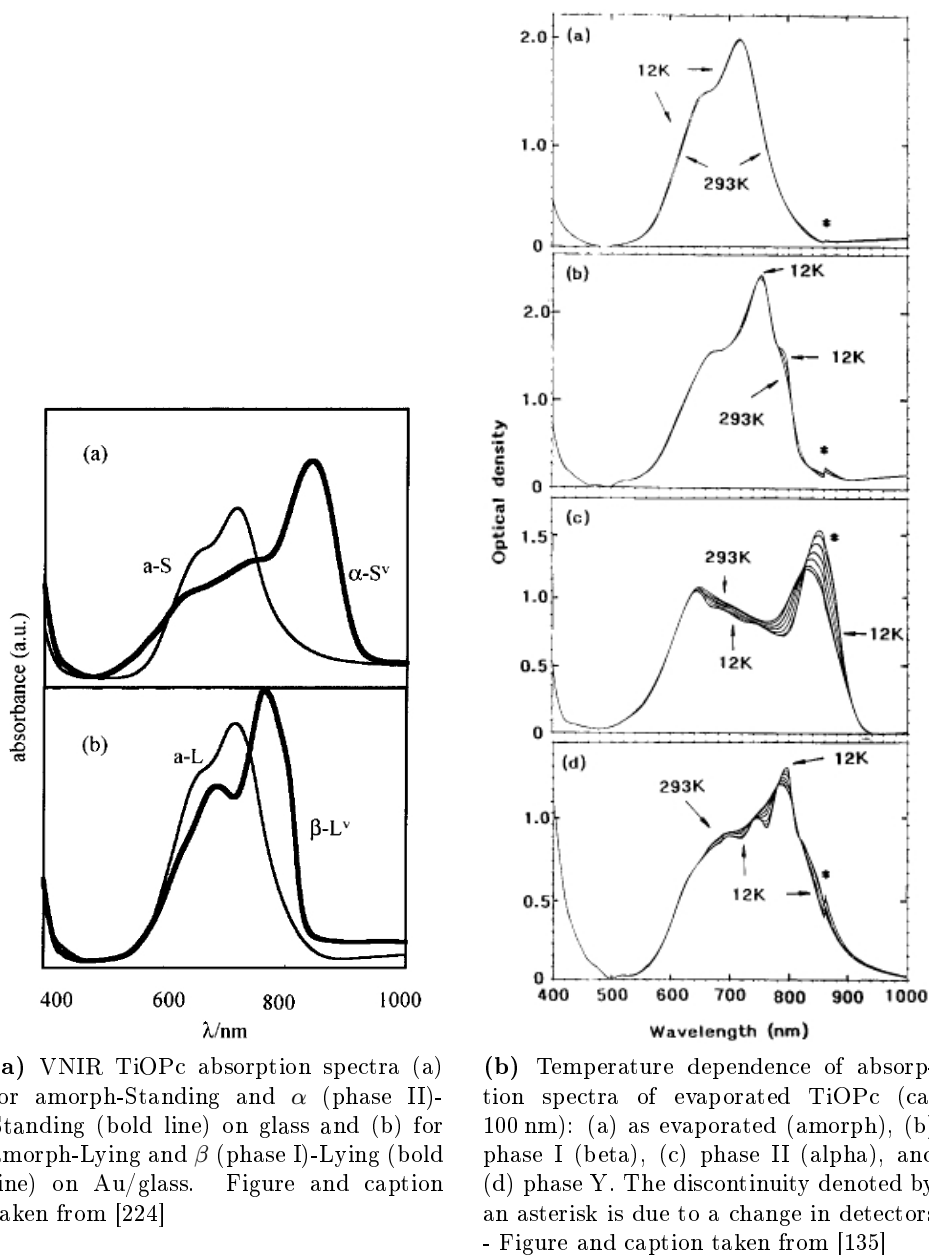 (a)
a-S
α-Sᵛ
(b)
a-L
β-Lᵛ
absorbance (a.u.)
400 600 800 1000
λ/nm
a) VNIR TiOPc absorption spectra (a)
or amorph-Standing and α (phase II)-
Standing (bold line) on glass and (b) for
amorph-Lying and β (phase I)-Lying (bold
line) on Au/glass. Figure and caption
taken from [224]
(a)
2.0
1.0
0
12K
293K
*
(b)
2.0
1.0
0
12K
12K
293K
*
Optical density
(c)
1.5
1.0
0.5
0
293K
12K
12K
*
(d)
1.0
0.5
0
293K
12K
12K
*
400 500 600 700 800 900 1000
Wavelength (nm)
(b) Temperature dependence of absorp-
tion spectra of evaporated TiOPc (ca
100 nm): (a) as evaporated (amorph), (b)
phase I (beta), (c) phase II (alpha), and
(d) phase Y. The discontinuity denoted by
an asterisk is due to a change in detectors
- Figure and caption taken from [135]